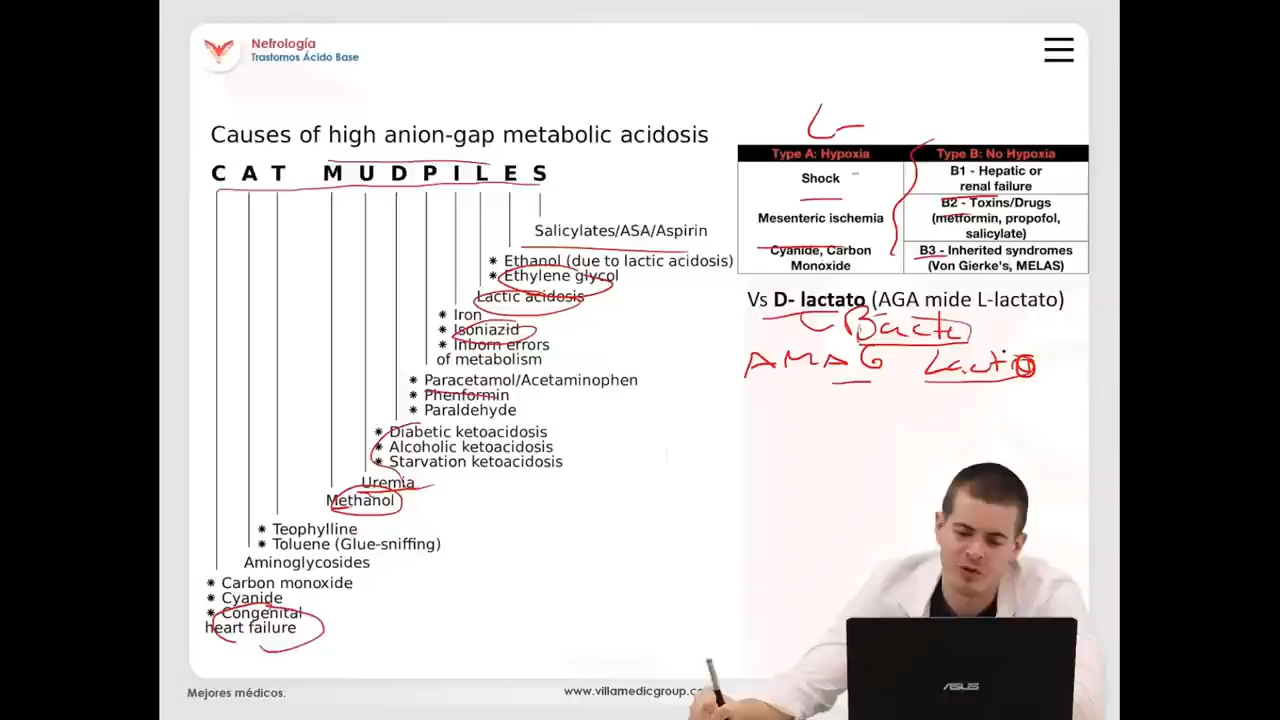 Nefrología
Trastornos Ácido Base
Causes of high anion-gap metabolic acidosis
C A T M U D P I L E S
Salicylates/ASA/Aspirin
* Ethanol (due to lactic acidosis)
* Ethylene glycol
Lactic acidosis
* Iron
* Isoniazid
* Inborn errors
of metabolism
* Paracetamol/Acetaminophen
* Phenformin
* Paraldehyde
* Diabetic ketoacidosis
* Alcoholic ketoacidosis
* Starvation ketoacidosis
Uremia
Methanol
* Teophylline
* Toluene (Glue-sniffing)
Aminoglycosides
* Carbon monoxide
* Cyanide
* Congenital
heart failure
L-
Type A: Hypoxia
Shock
Mesenteric ischemia
Cyanide, Carbon
Monoxide
Type B: No Hypoxia
B1 - Hepatic or
renal failure
B2 - Toxins/Drugs
(metformin, propofol,
salicylate)
B3 - Inherited syndromes
(Von Gierke's, MELAS)
Vs D- lactato (AGA mide L-lactato)
AMAG
Mejores médicos.
www.villamedicgroup.co
ASUS